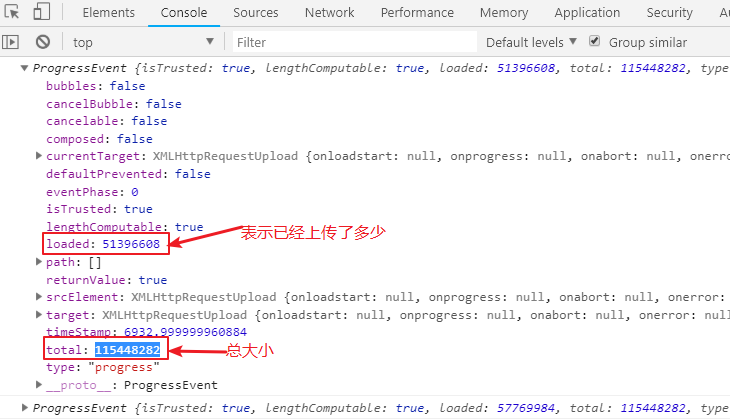 Elements Console Sources Network Performance Memory Application Security A
top Filter Default levels Group similar
ProgressEvent {isTrusted: true, lengthComputable: true, loaded: 51396608, total: 115448282, type
bubbles: false
cancelBubble: false
cancelable: false
composed: false
currentTarget: XMLHttpRequestUpload {onloadstart: null, onprogress: null, onabort: null, onerror
defaultPrevented: false
eventPhase: 0
isTrusted: true
lengthComputable: true
loaded: 51396608 表示已经上传了多少
path: []
returnValue: true
srcElement: XMLHttpRequestUpload {onloadstart: null, onprogress: null, onabort: null, onerror:
target: XMLHttpRequestUpload {onloadstart: null, onprogress: null, onabort: null, onerror: n
timeStamp: 6932.999999960884
total: 115448282 总大小
type: "progress"
__proto__: ProgressEvent
ProgressEvent {isTrusted: true, lengthComputable: true, loaded: 57769984, total: 115448282, type